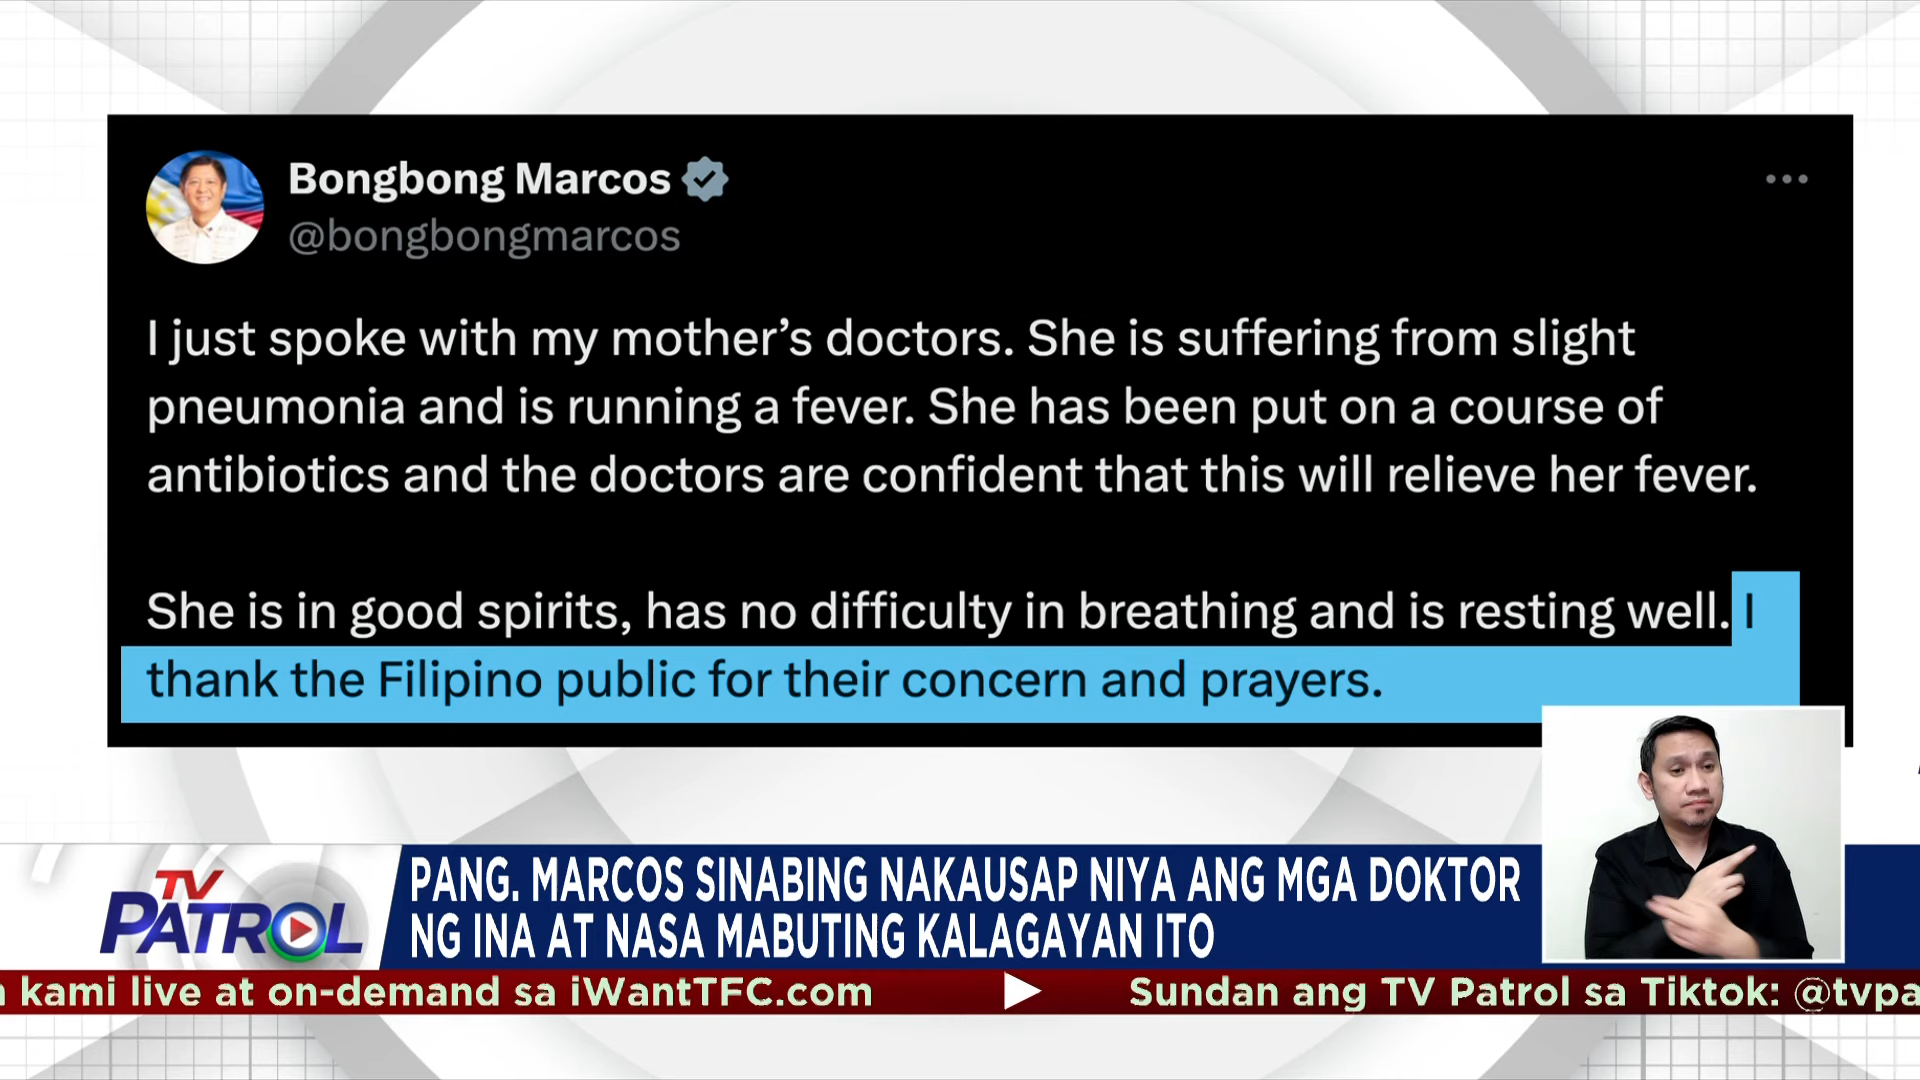 Bongbong Marcos
@bongbongmarcos
I just spoke with my mother’s doctors. She is suffering from slight
pneumonia and is running a fever. She has been put on a course of
antibiotics and the doctors are confident that this will relieve her fever.
She is in good spirits, has no difficulty in breathing and is resting well. I
thank the Filipino public for their concern and prayers.
TV
PATROL
PANG. MARCOS SINABING NAKAUSAP NIYA ANG MGA DOKTOR
NG INA AT NASA MABUTING KALAGAYAN ITO
kami live at on-demand sa iWantTFC.com Sundan ang TV Patrol sa Tiktok: @tvpa